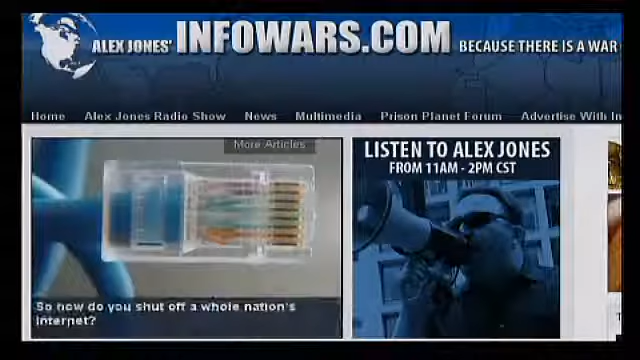 ALEX JONES' INFOWARS.COM BECAUSE THERE IS A WAR
Home Alex Jones Radio Show News Multimedia Prison Planet Forum Advertise With In
More Articles
LISTEN TO ALEX JONES
FROM 11AM - 2PM CST
So how do you shut off a whole nation's
internet?